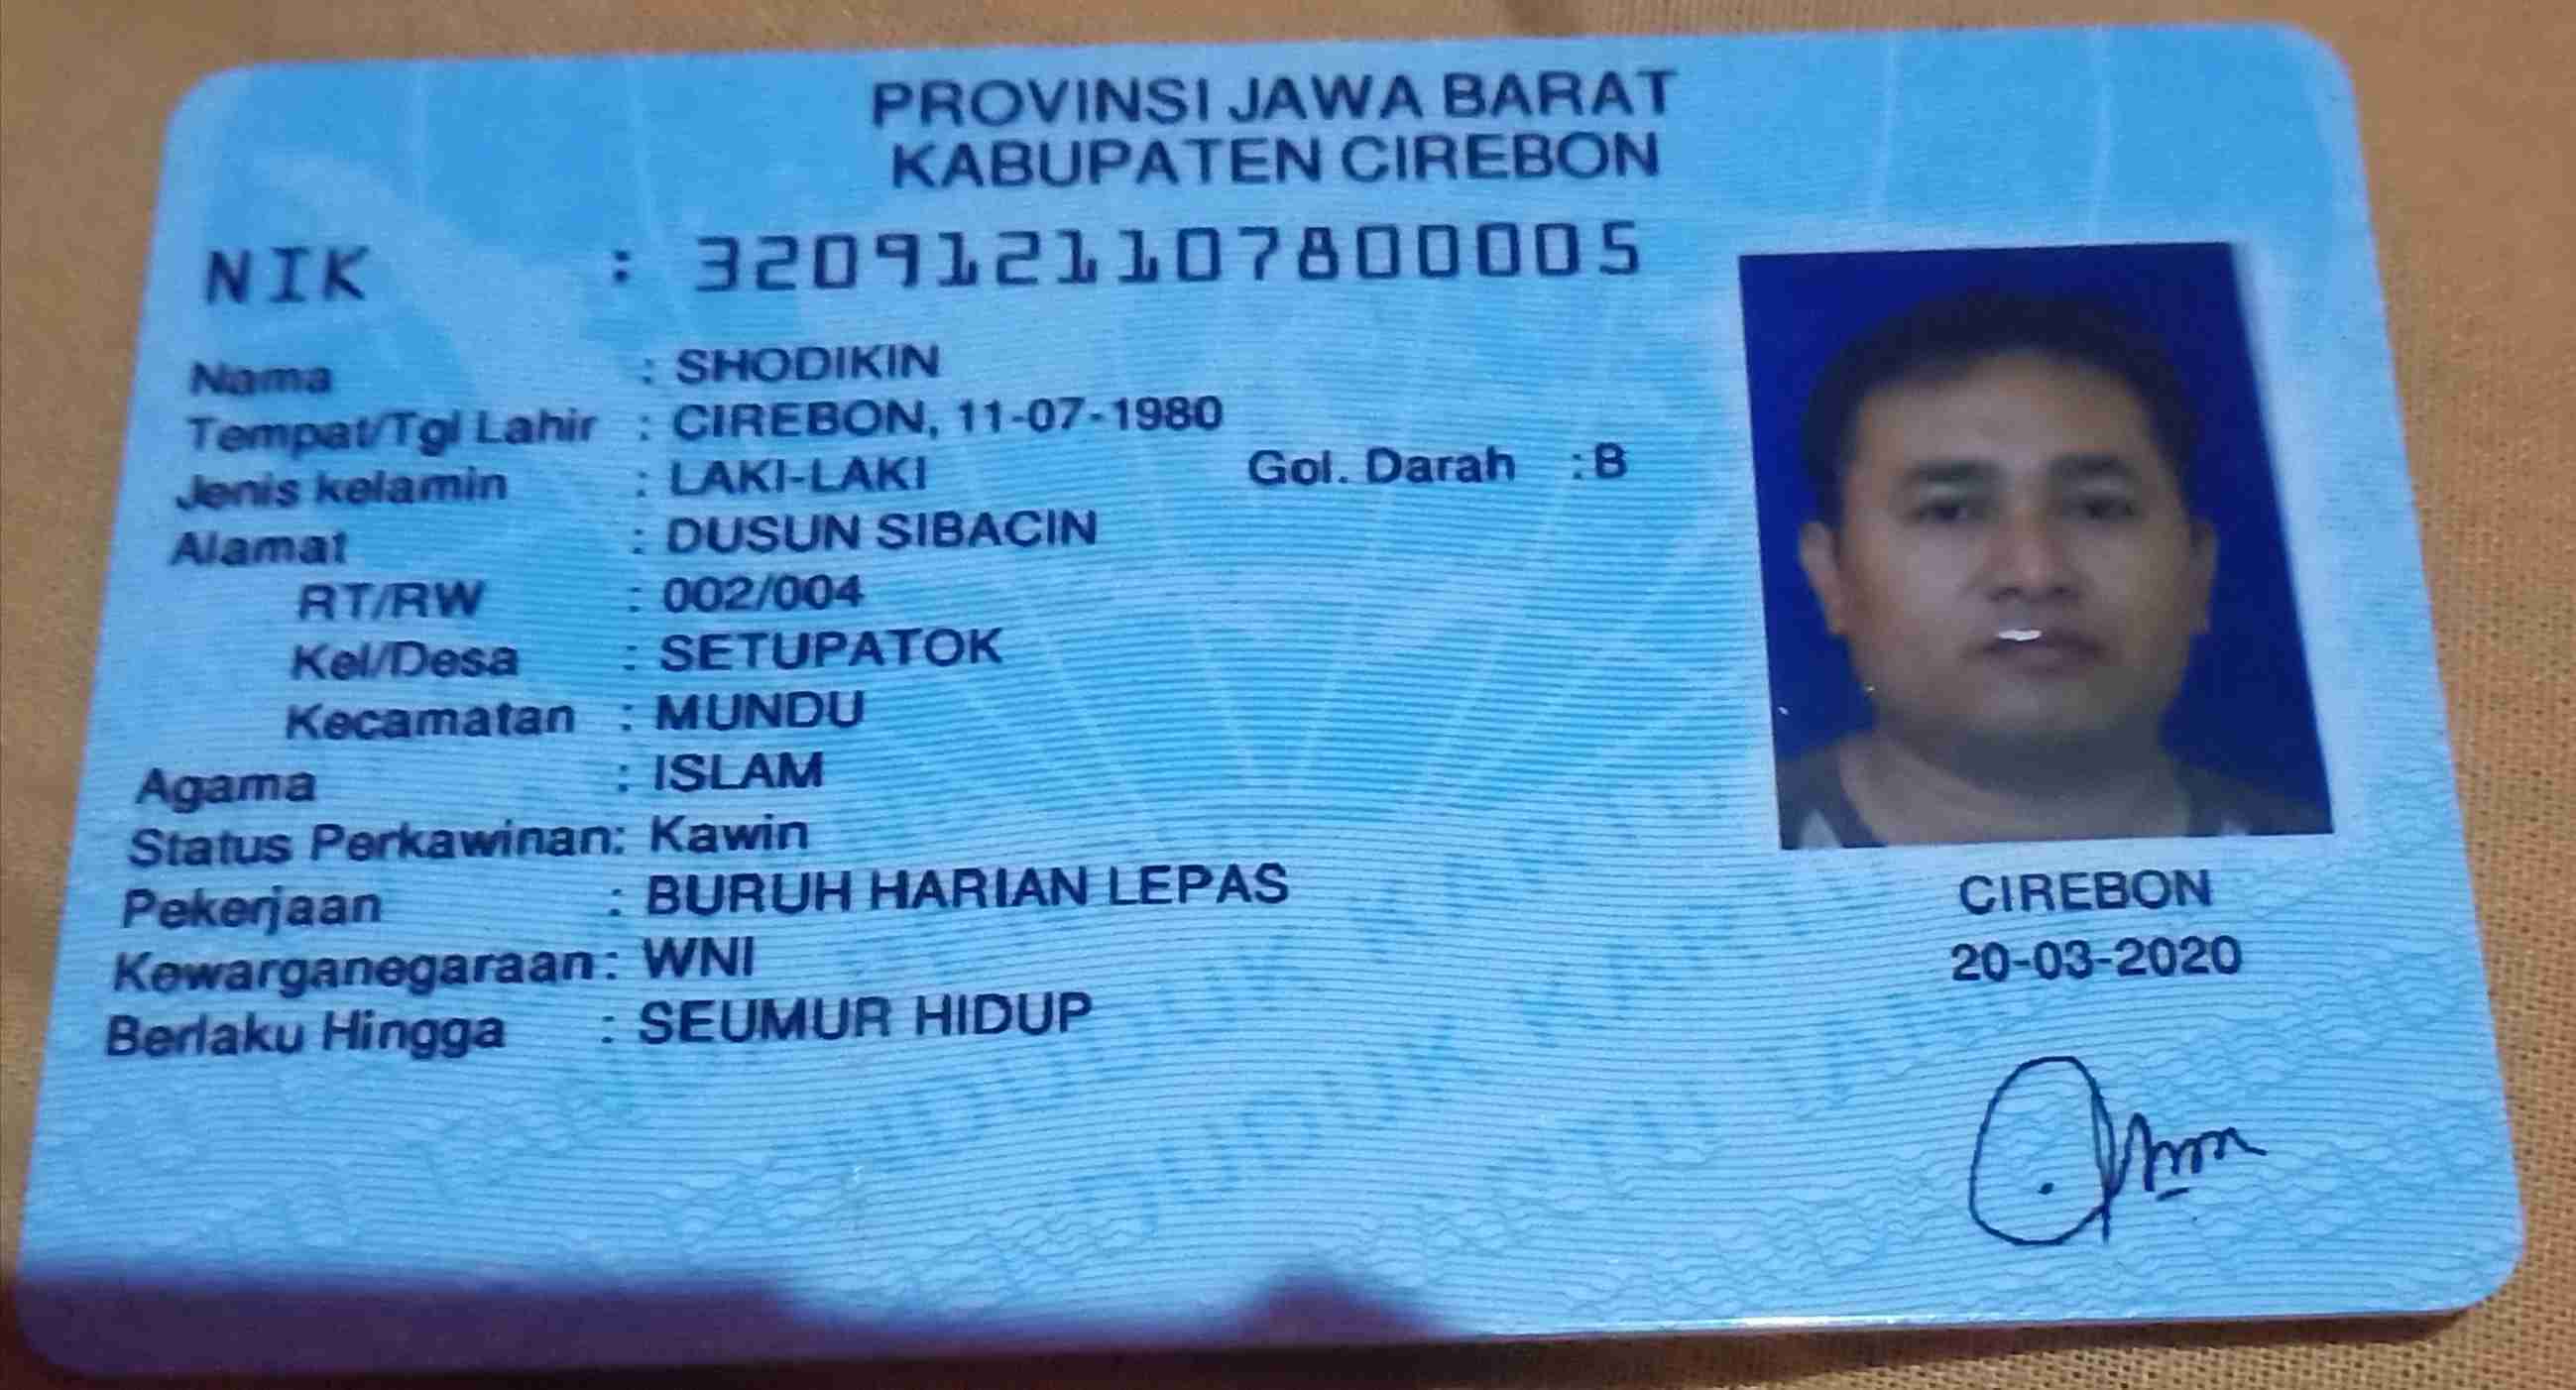 PROVINSI JAWA BARAT
KABUPATEN CIREBON
NIK : 3209121107800005
Nama : SHODIKIN
Tempat/Tgl Lahir : CIREBON, 11-07-1980
Jenis kelamin : LAKI-LAKI Gol. Darah : B
Alamat : DUSUN SIBACIN
RT/RW : 002/004
Kel/Desa : SETUPATOK
Kecamatan : MUNDU
Agama : ISLAM
Status Perkawinan: Kawin
Pekerjaan : BURUH HARIAN LEPAS
Kewarganegaraan: WNI
Berlaku Hingga : SEUMUR HIDUP
CIREBON
20-03-2020